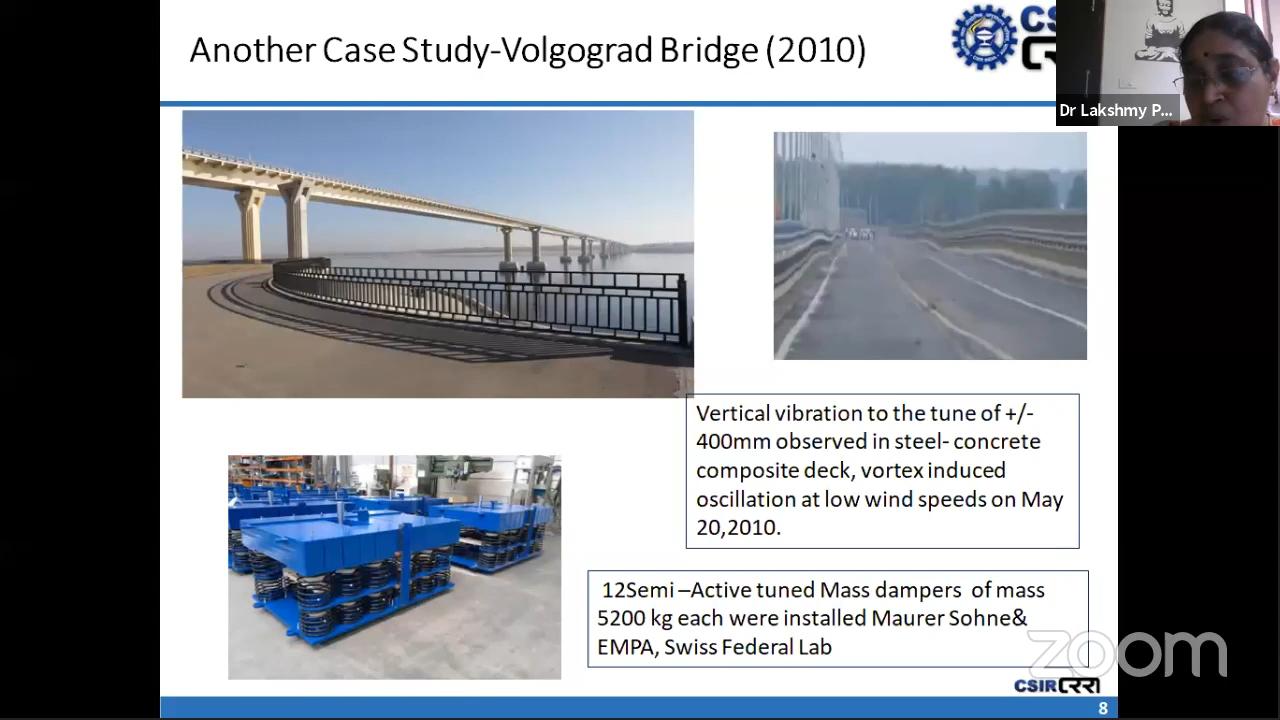 Another Case Study-Volgograd Bridge (2010)
CS
Dr Lakshmy P...
Vertical vibration to the tune of +/-
400mm observed in steel- concrete
composite deck, vortex induced
oscillation at low wind speeds on May
20,2010.
12Semi –Active tuned Mass dampers of mass
5200 kg each were installed Maurer Sohne&
EMPA, Swiss Federal Lab
zoom
CSIR CRRI
8